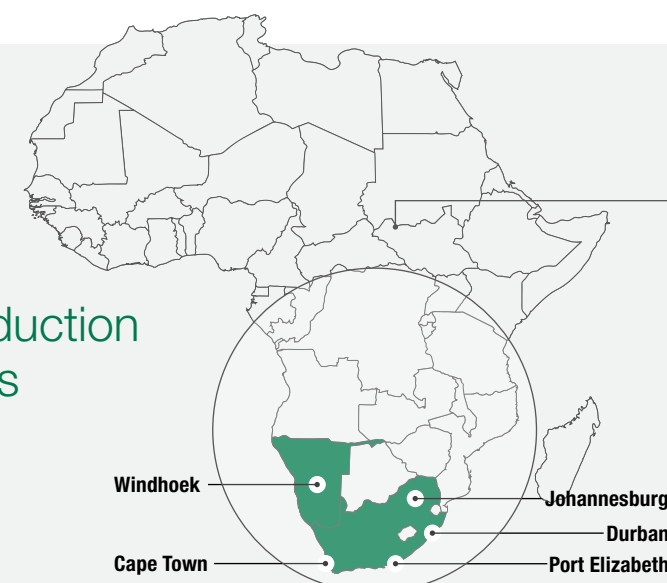 duction
s
Windhoek
Johannesburg
Durban
Cape Town
Port Elizabeth